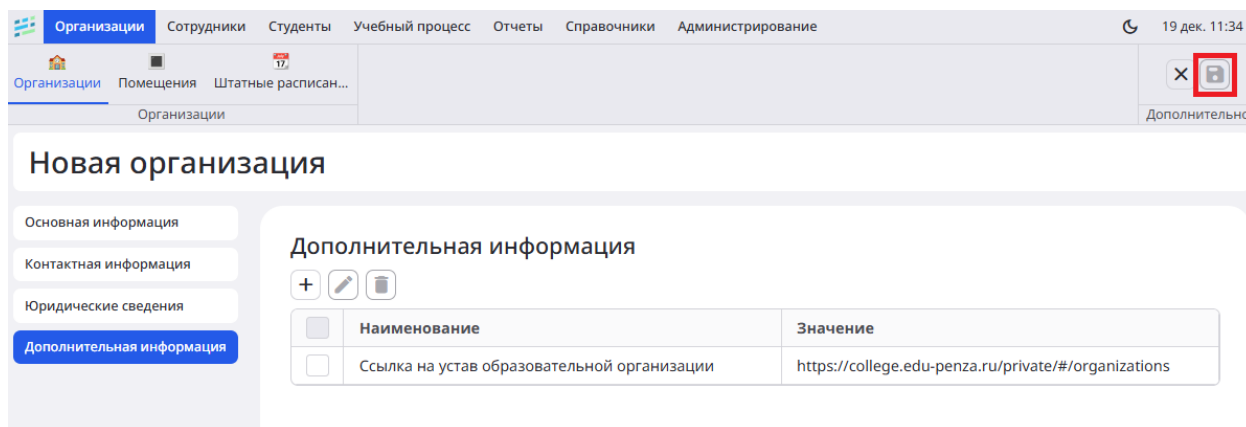 Организации Сотрудники Студенты Учебный процесс Отчеты Справочники Администрирование 19 дек. 11:34
Организации Помещения Штатные расписан...
Организации Дополнительно
Новая организация
Основная информация
Контактная информация
Юридические сведения
Дополнительная информация
Дополнительная информация
Наименование Значение
Ссылка на устав образовательной организации https://college.edu-penza.ru/private/#/organizations